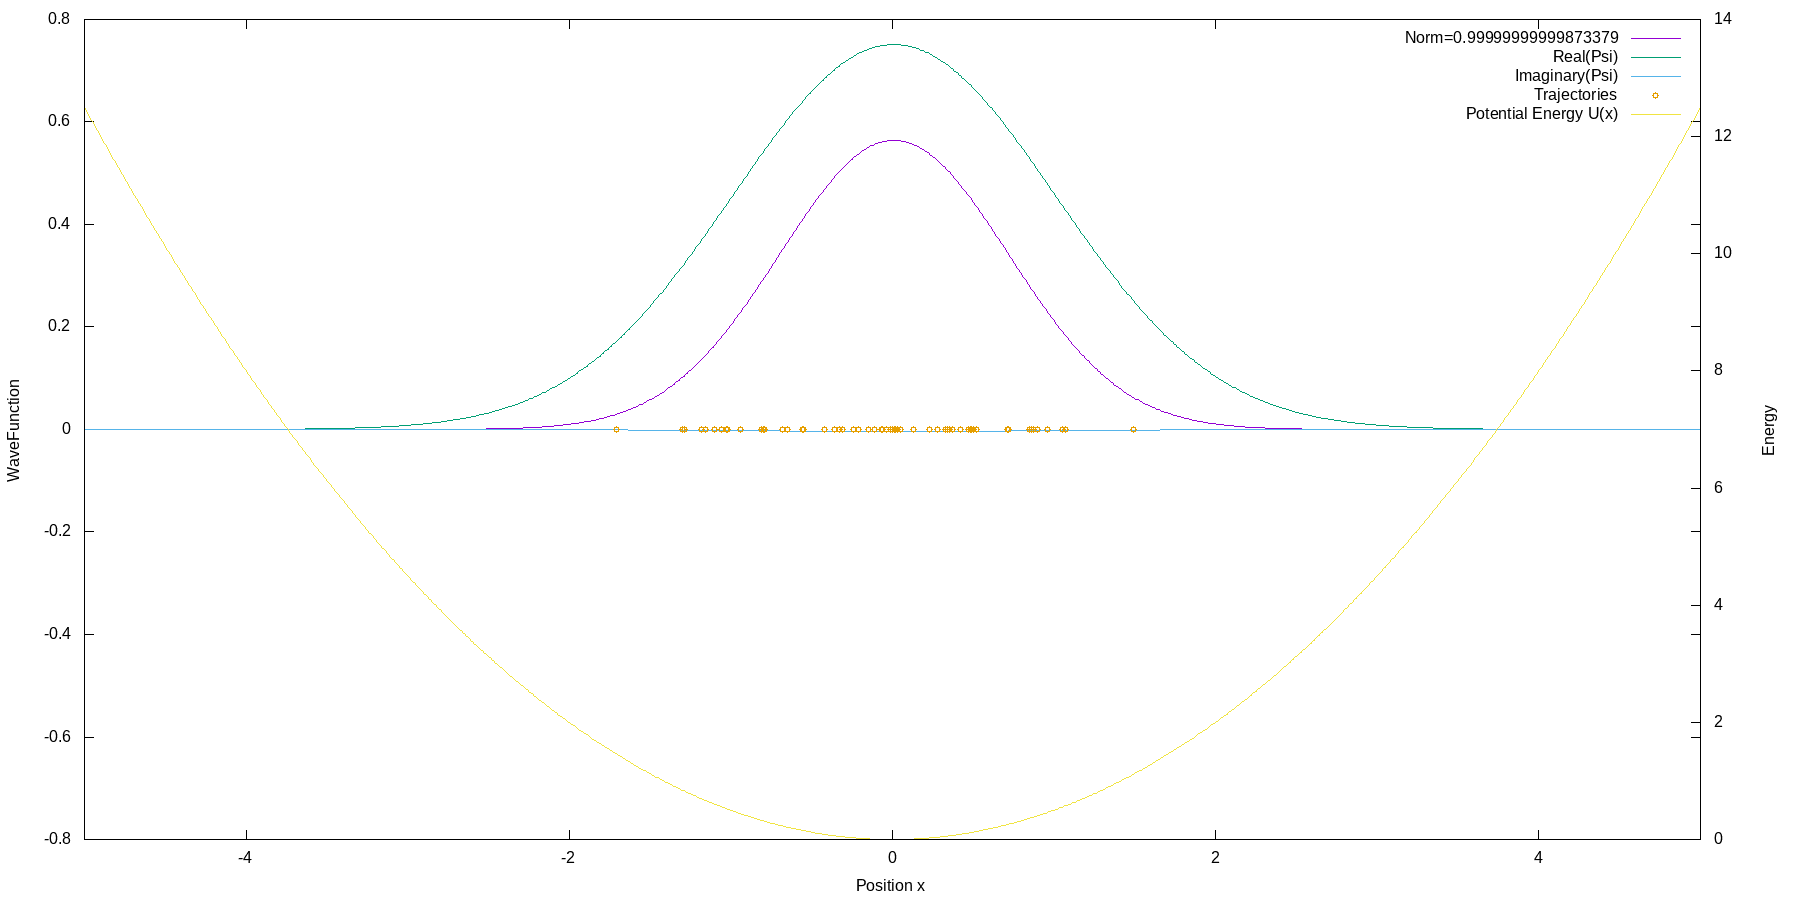 0.8
0.6
0.4
0.2
0
-0.2
-0.4
-0.6
-0.8
WaveFunction
Norm=0.99999999999873379
Real(Psi)
Imaginary(Psi)
Trajectories
Potential Energy U(x)
14
12
10
8
6
4
2
0
Energy
-4
-2
0
2
4
Position x